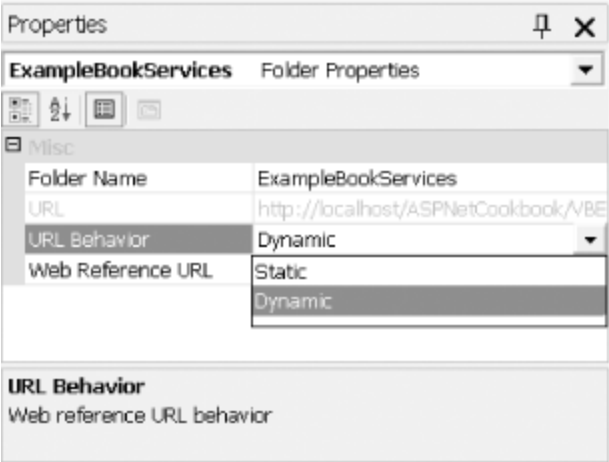 Properties
ExampleBookServices Folder Properties
Misc
Folder Name ExampleBookServices
URL http://localhost/ASPNetCookbook/VBE
URL Behavior Dynamic
Web Reference URL Static
Dynamic
URL Behavior
Web reference URL behavior